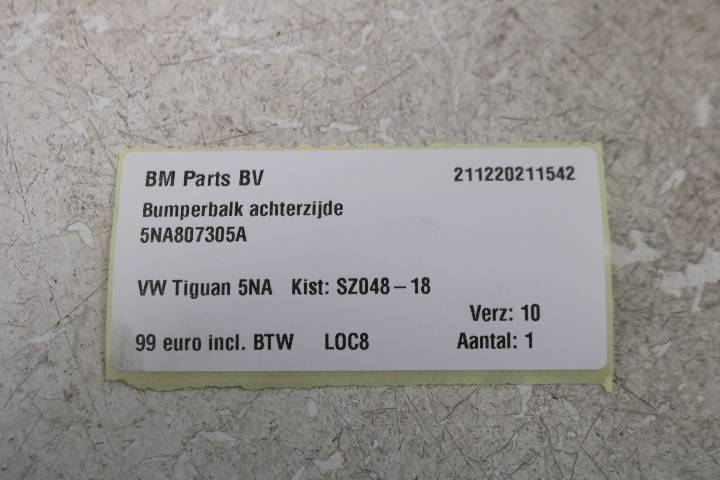 BM Parts BV 211220211542
Bumperbalk achterzijde
5NA807305A
VW Tiguan 5NA Kist: SZ048 – 18
Verz: 10
99 euro incl. BTW LOC8 Aantal: 1